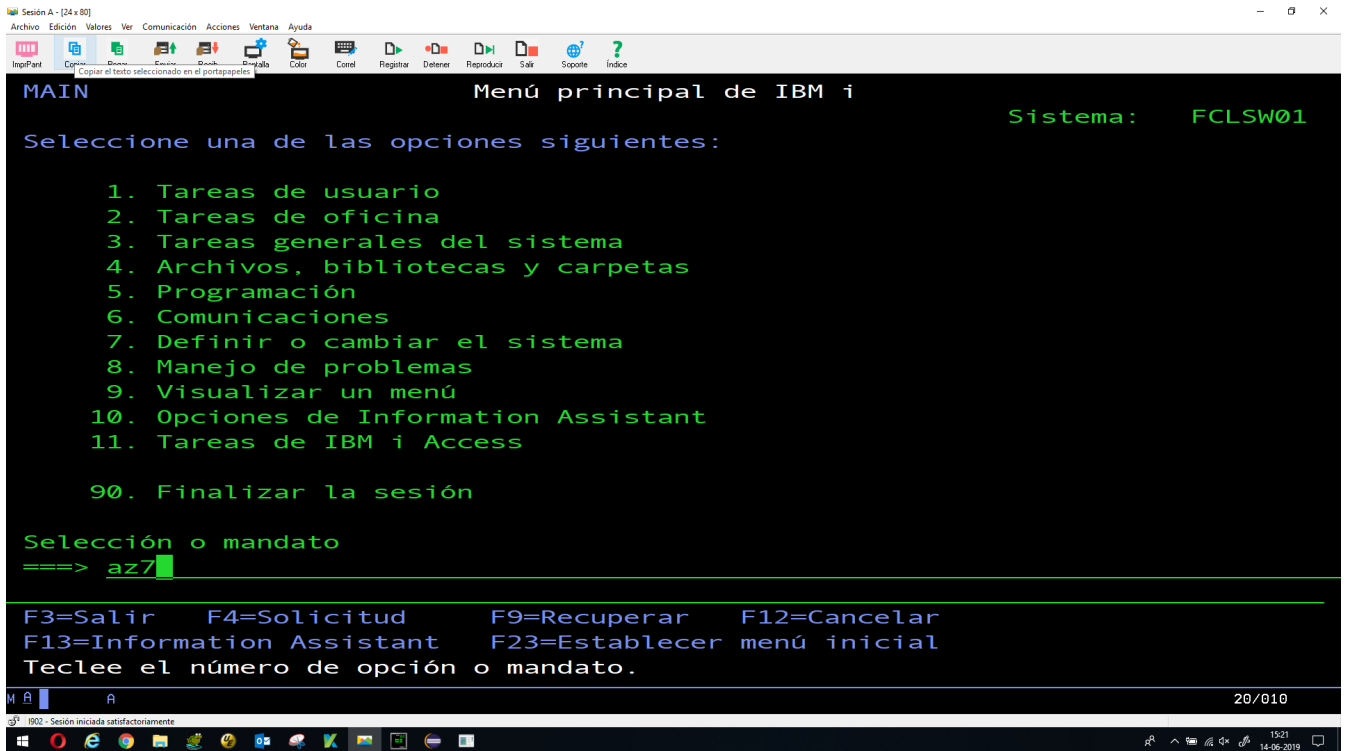 Sesión A - [24 x 80]
Archivo Edición Valores Ver Comunicación Acciones Ventana Ayuda
ImprPant Color Correl Registrar Detener Reproducir Salir Soporte Índice
Copiar el texto seleccionado en el portapapeles
MAIN Menú principal de IBM i
Sistema: FCLSW01
Seleccione una de las opciones siguientes:
1. Tareas de usuario
2. Tareas de oficina
3. Tareas generales del sistema
4. Archivos, bibliotecas y carpetas
5. Programación
6. Comunicaciones
7. Definir o cambiar el sistema
8. Manejo de problemas
9. Visualizar un menú
10. Opciones de Information Assistant
11. Tareas de IBM i Access
90. Finalizar la sesión
Selección o mandato
===> az7
F3=Salir F4=Solicitud F9=Recuperar F12=Cancelar
F13=Information Assistant F23=Establecer menú inicial
Teclee el número de opción o mandato.
M A A 20/010
I902 - Sesión iniciada satisfactoriamente
15:21
14-06-2019